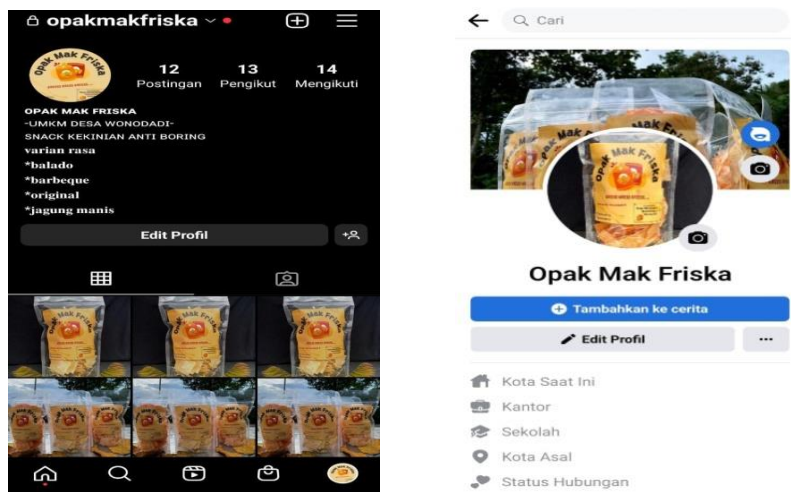 opakmakfriska
12
Postingan
13
Pengikut
14
Mengikuti
OPAK MAK FRISKA
-UMKM DESA WONODADI-
SNACK KEKINIAN ANTI BORING
varian rasa
*balado
*barbeque
*original
*jagung manis
Edit Profil
Cari
Opak Mak Friska
Opak Mak Friska
Tambahkan ke cerita
Edit Profil
Kota Saat Ini
Kantor
Sekolah
Kota Asal
Status Hubungan